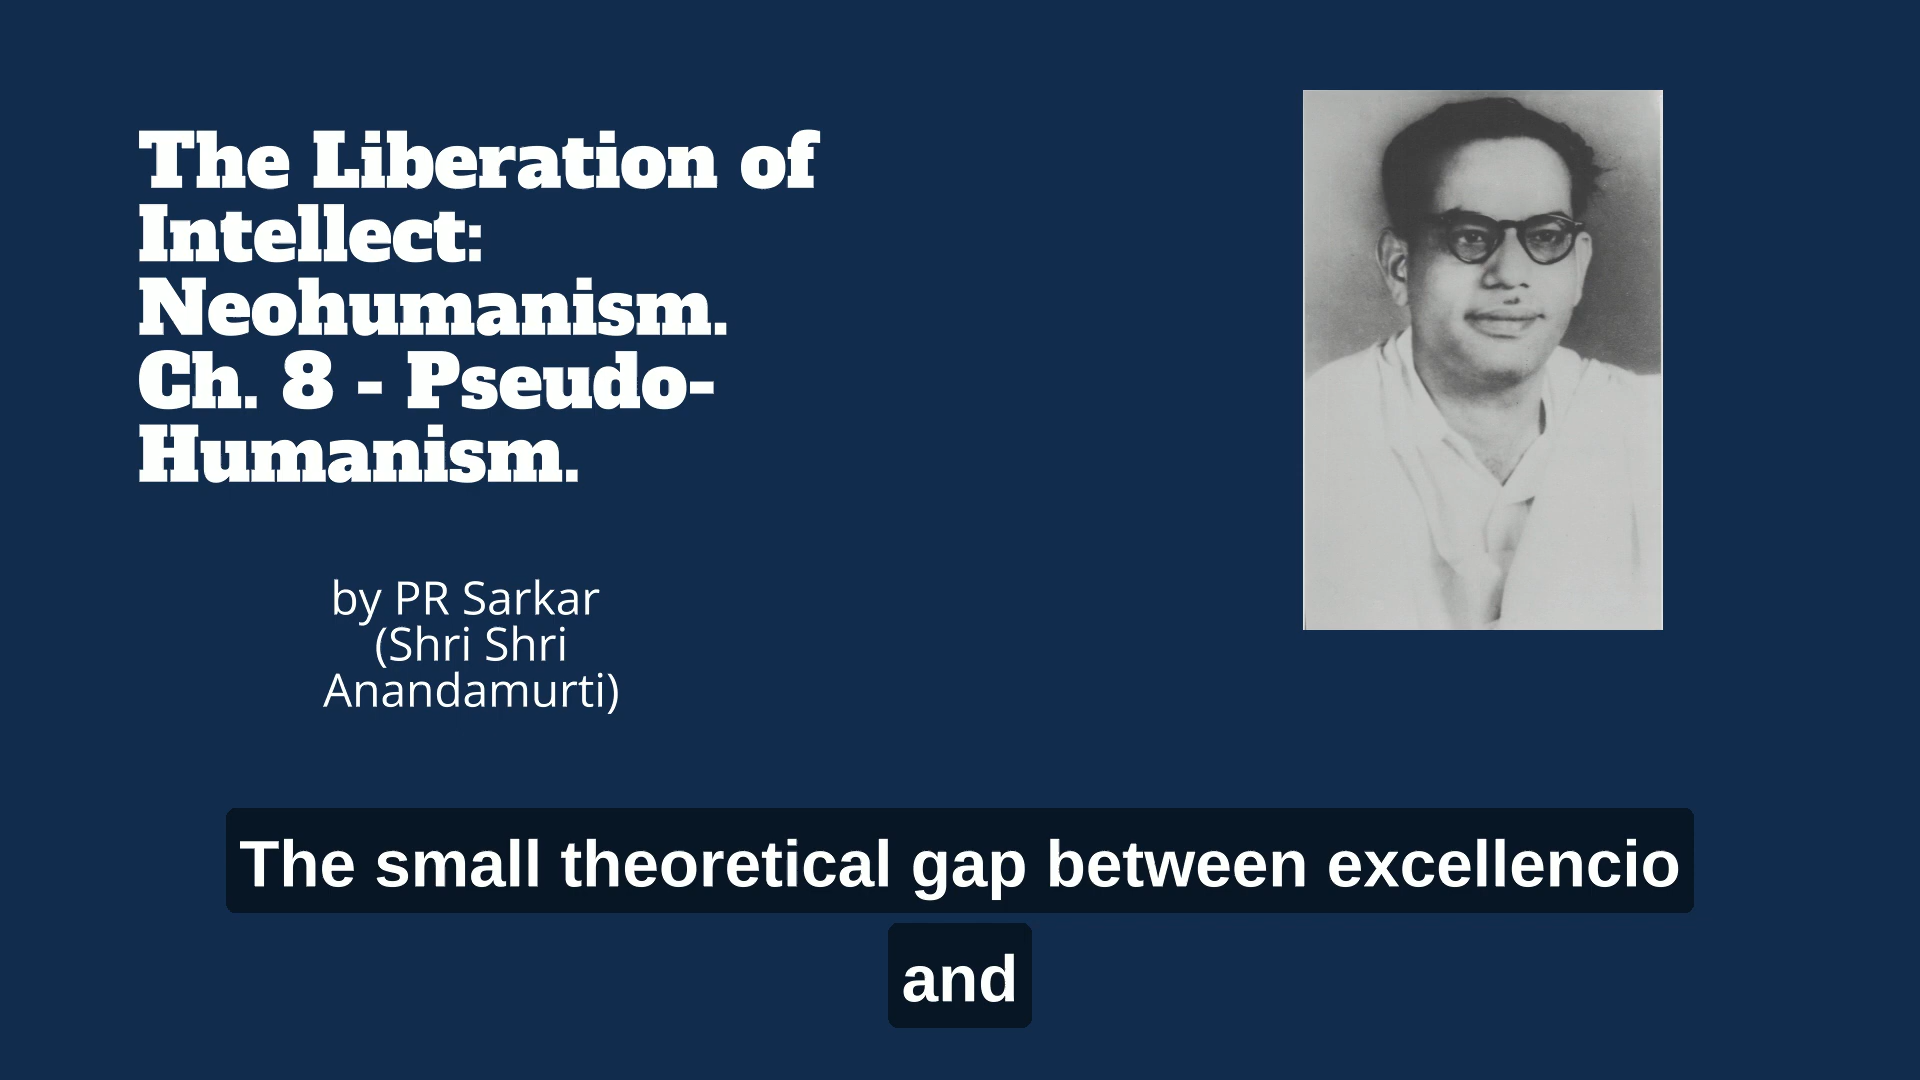 The Liberation of
Intellect:
Neohumanism.
Ch. 8 - Pseudo-
Humanism.
by PR Sarkar
(Shri Shri
Anandamurti)
The small theoretical gap between excellencio
and